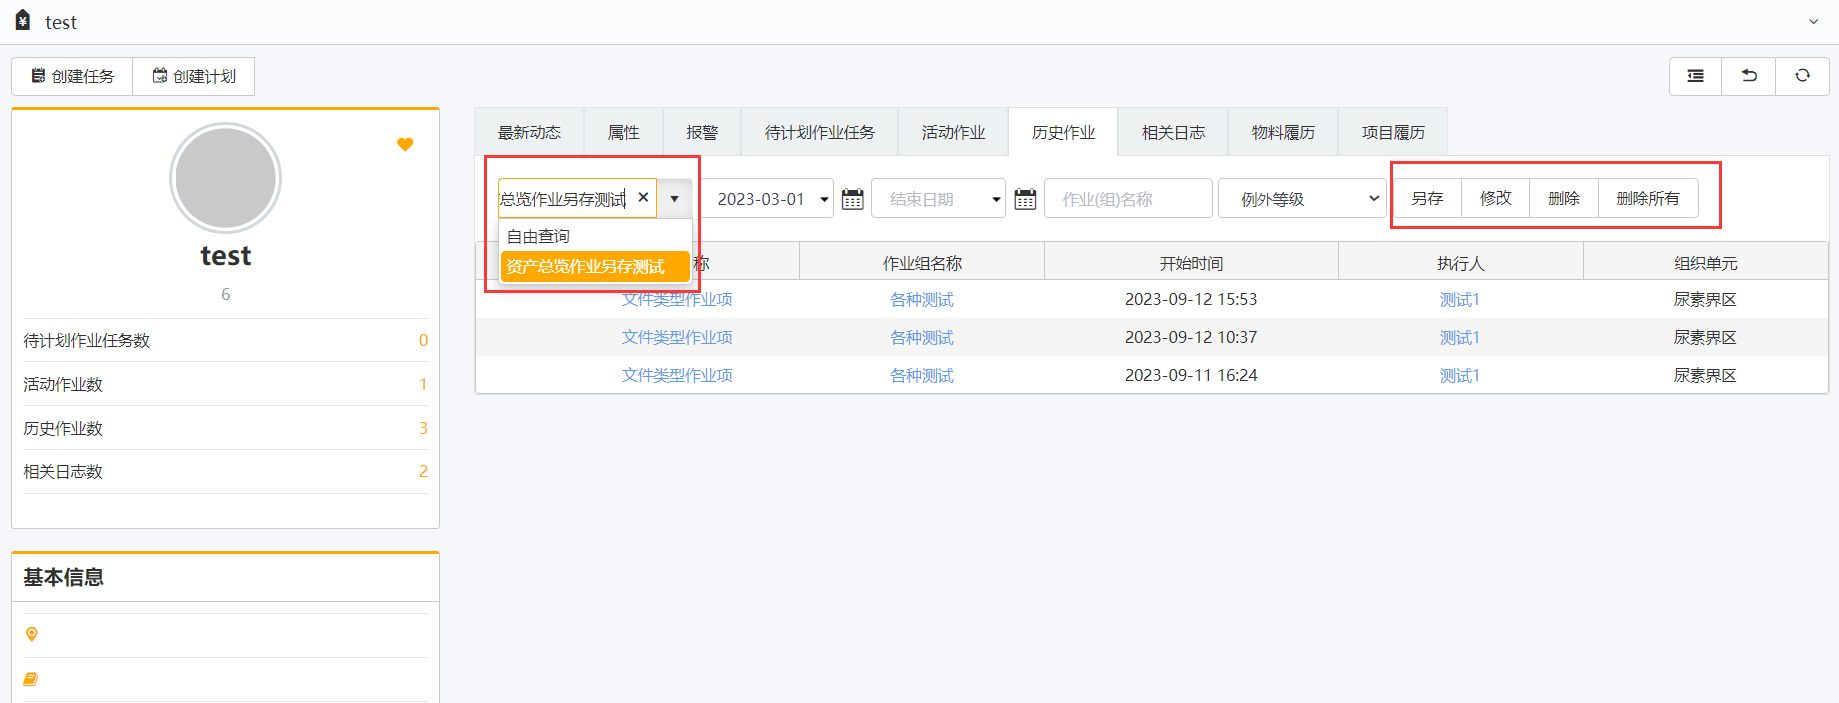 test
创建任务 创建计划
test
6
待计划作业任务数 0
活动作业数 1
历史作业数 3
相关日志数 2
基本信息
最新动态 属性 报警 待计划作业任务 活动作业 历史作业 相关日志 物料履历 项目履历
总览作业另存测试 2023-03-01 结束日期 作业(组)名称 例外等级 另存 修改 删除 删除所有
自由查询
资产总览作业另存测试
称 作业组名称 开始时间 执行人 组织单元
文件类型作业项 各种测试 2023-09-12 15:53 测试1 尿素界区
文件类型作业项 各种测试 2023-09-12 10:37 测试1 尿素界区
文件类型作业项 各种测试 2023-09-11 16:24 测试1 尿素界区